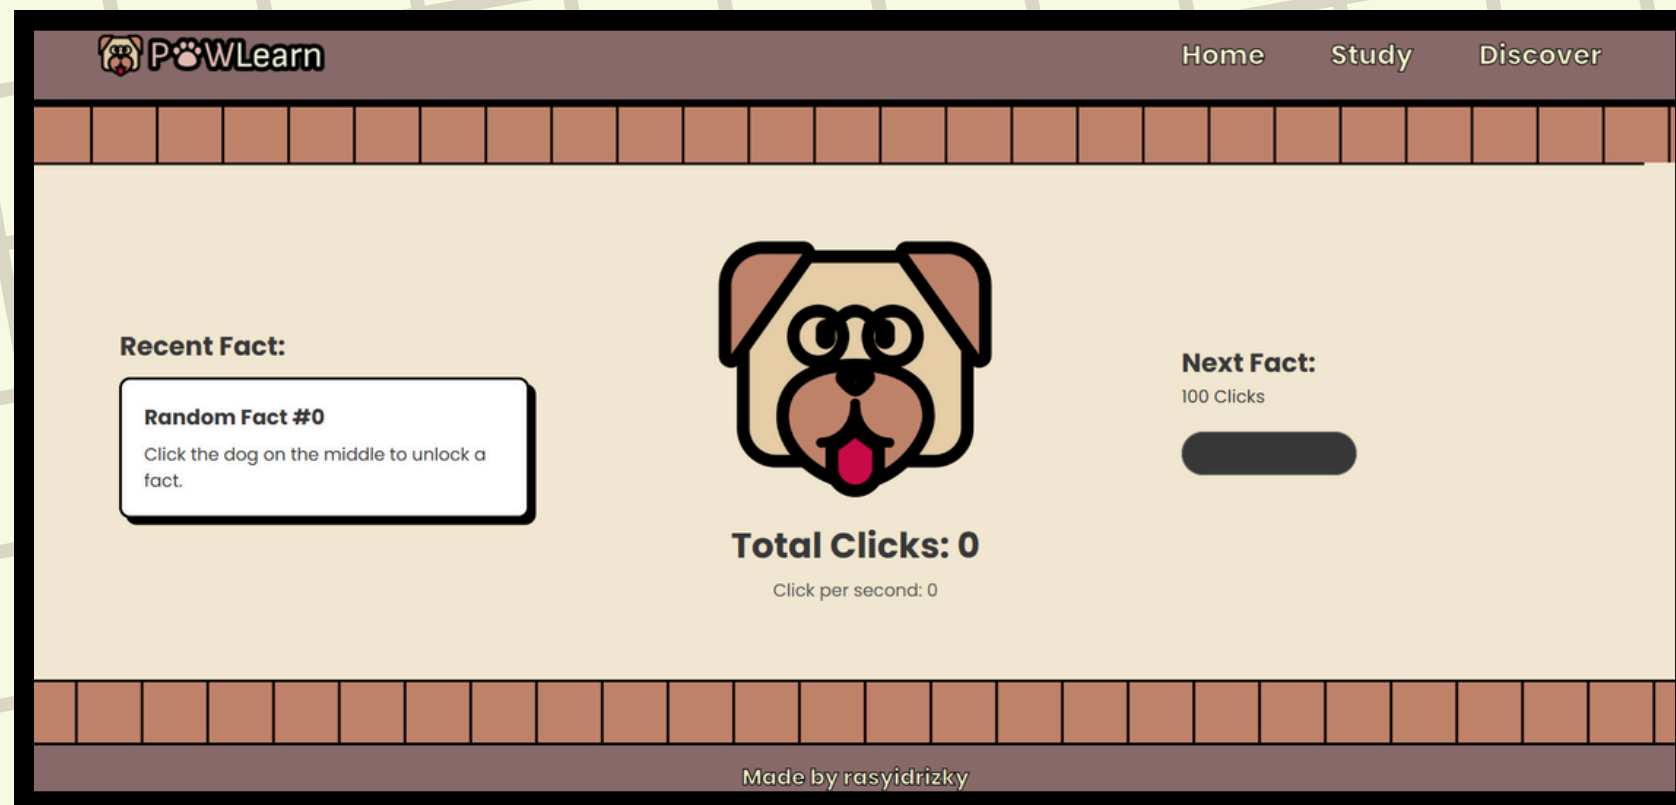 PAWLearn
Home Study Discover
Recent Fact:
Random Fact #0
Click the dog on the middle to unlock a
fact.
Total Clicks: 0
Click per second: 0
Next Fact:
100 Clicks
Made by rasyidrizky